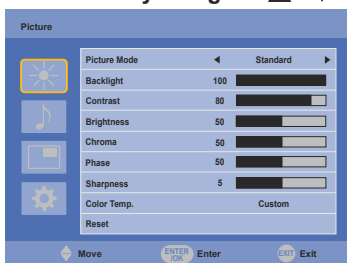 Picture
Picture Mode Standard
Backlight 100
Contrast 80
Brightness 50
Chroma 50
Phase 50
Sharpness 5
Color Temp. Custom
Reset
Move ENTER /OK Enter EXIT Exit